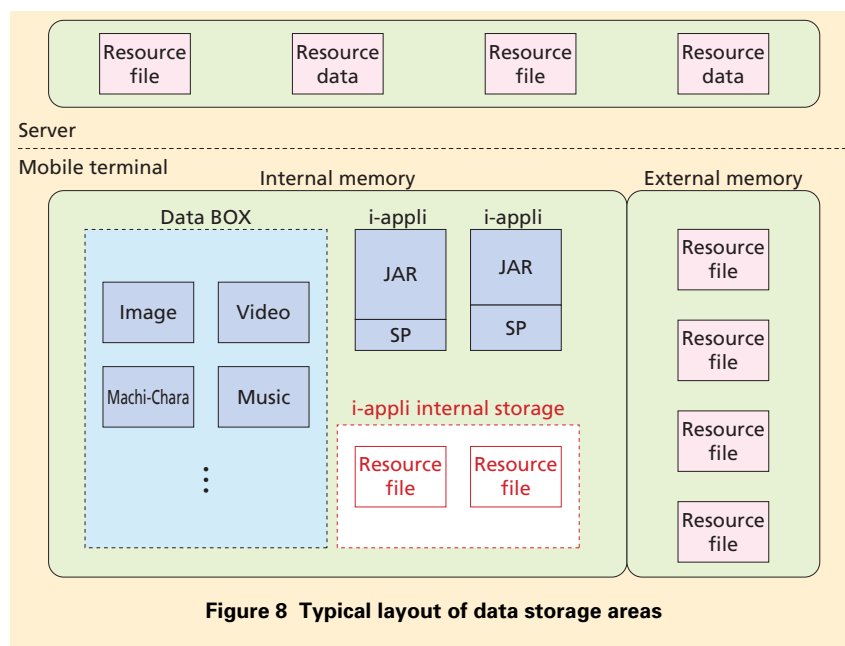 Resource
file
Resource
data
Resource
file
Resource
data
Server
Mobile terminal
Internal memory
External memory
Data BOX
i-appli
i-appli
Image
Video
Machi-Chara
Music
JAR
SP
JAR
SP
i-appli internal storage
Resource
file
Resource
file
Resource
file
Resource
file
Resource
file
Resource
file
Figure 8 Typical layout of data storage areas